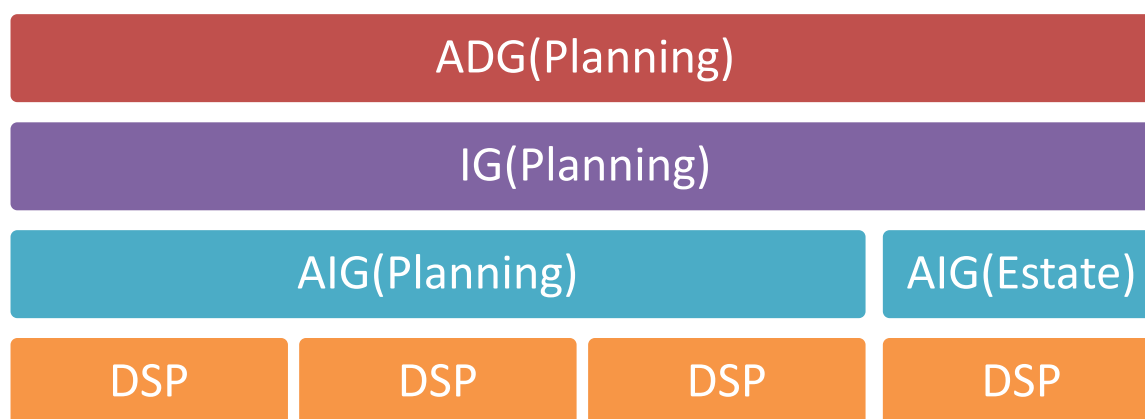 ADG(Planning)
IG(Planning)
AIG(Planning) AIG(Estate)
DSP DSP DSP DSP